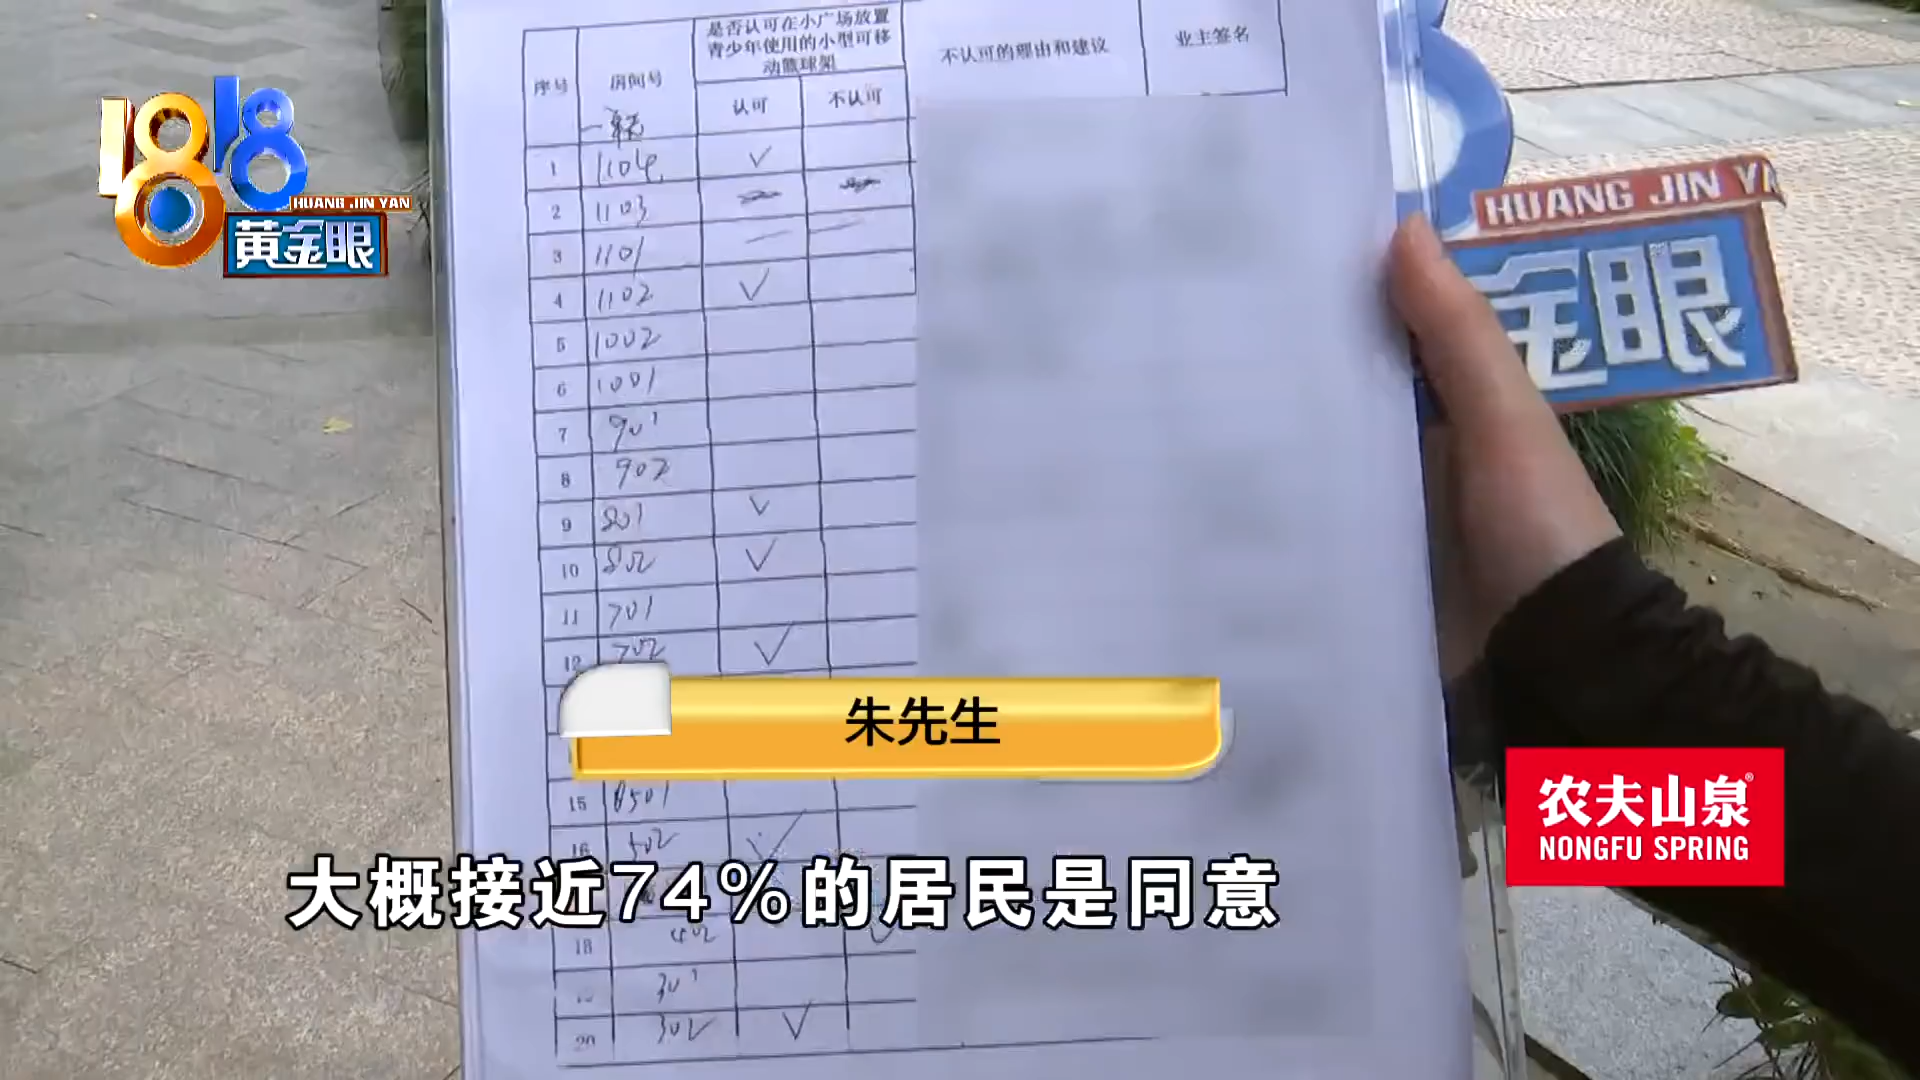 是否认可在小广场放置
青少年使用的小型可移
动篮球架
不认可的理由和建议
业主签名
序号
房间号
认可
不认可
1 1104 ✓
2 1103
3 1101
4 1102 ✓
5 1002
6 1001
7 901
8 902
9 801 ✓
10 802 ✓
11 701
12 702 ✓
15 501
16 502 ✓
18 402 ✓
301
20 302 ✓
1818
HUANG JIN YAN
黄金眼
HUANG JIN YA
金眼
朱先生
农夫山泉®
NONGFU SPRING
大概接近74%的居民是同意